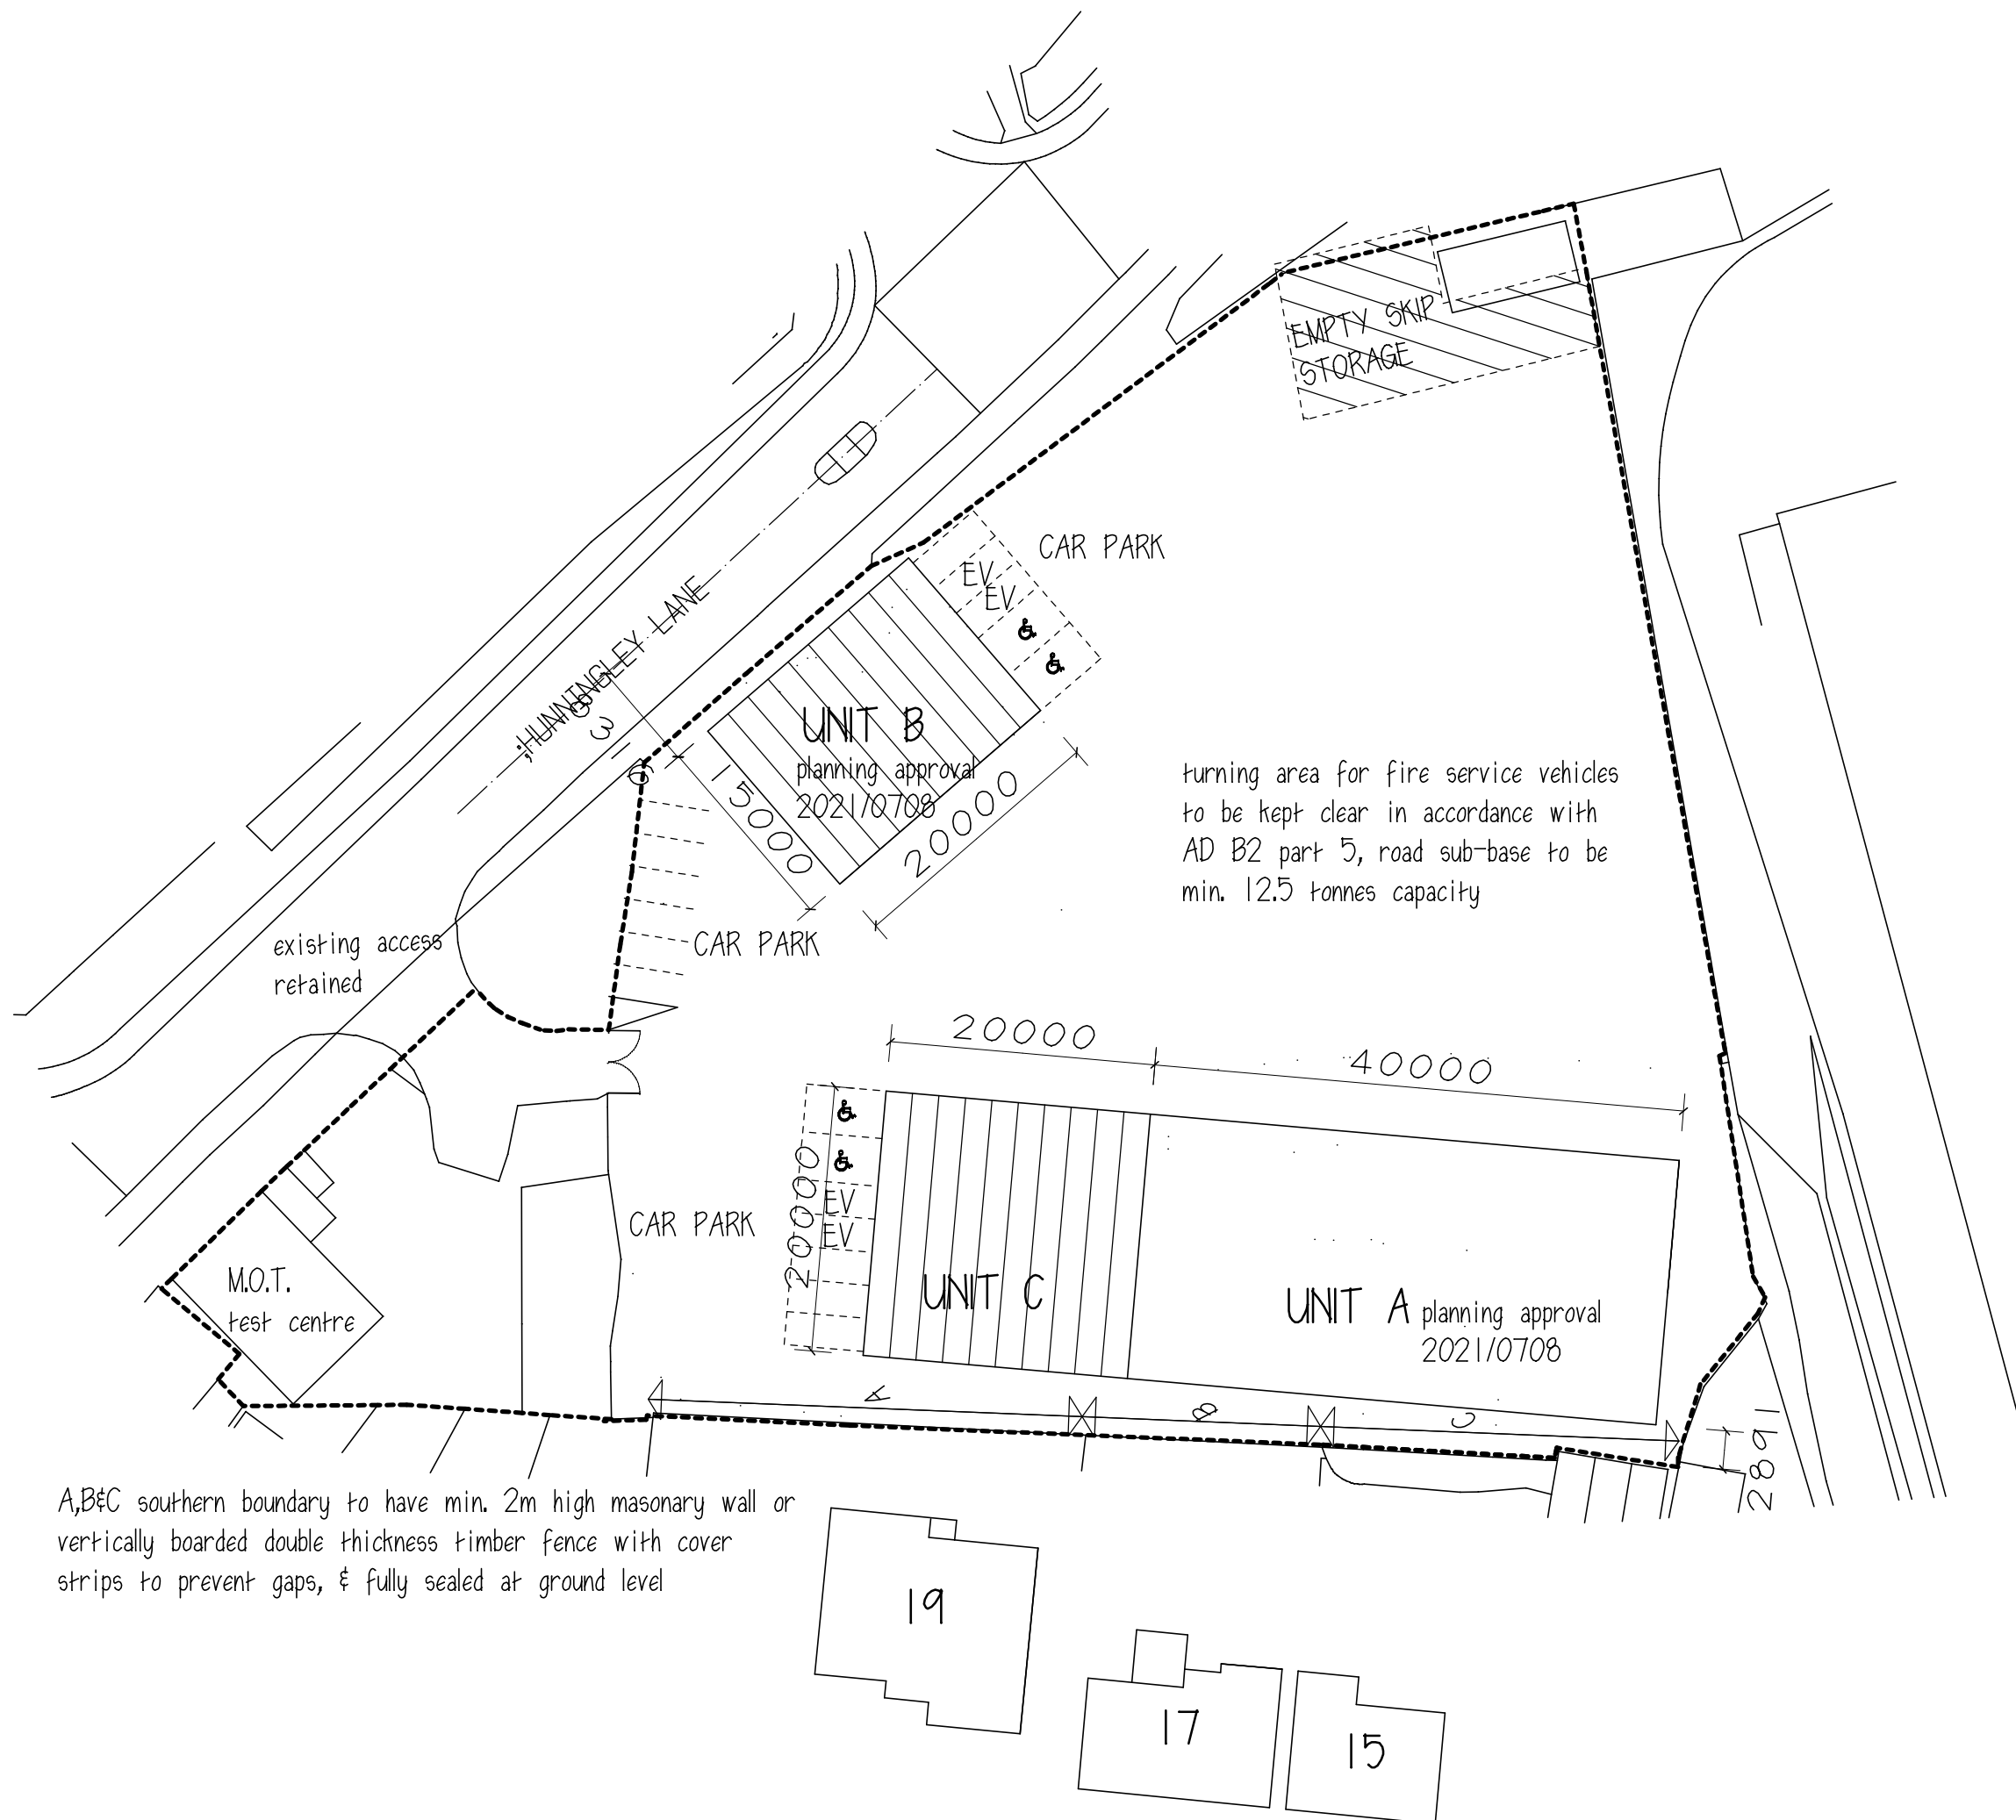 EMPTY SKIP
STORAGE
CAR PARK
EV
EV
HUNNINGLEY LANE
UNIT B
planning approval
2021/0708
15000
20000
turning area for fire service vehicles
to be kept clear in accordance with
AD B2 part 5, road sub-base to be
min. 12.5 tonnes capacity
CAR PARK
existing access
retained
20000
40000
20000
EV
EV
CAR PARK
M.O.T.
test centre
UNIT C
UNIT A planning approval
2021/0708
A
B
C
2891
A,B&C southern boundary to have min. 2m high masonary wall or
vertically boarded double thickness timber fence with cover
strips to prevent gaps, & fully sealed at ground level
19
17
15